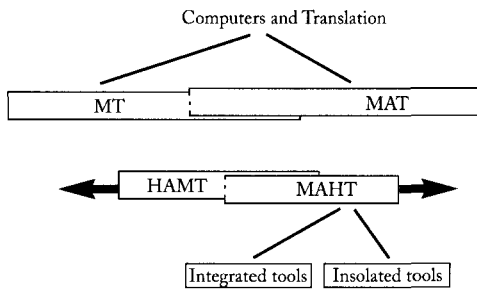 Computers and Translation
MT
MAT
HAMT
MAHT
Integrated tools
Insolated tools